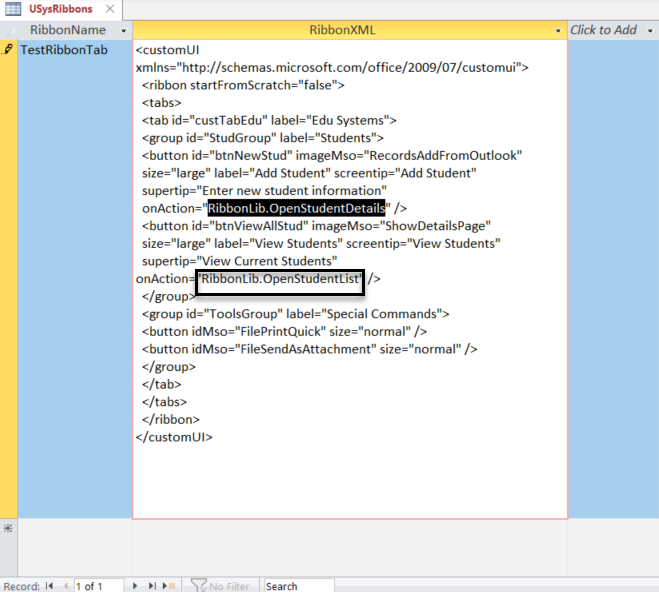 USysRibbons
RibbonName RibbonXML Click to Add
TestRibbonTab
<customUI
xmlns="http://schemas.microsoft.com/office/2009/07/customui">
<ribbon startFromScratch="false">
<tabs>
<tab id="custTabEdu" label="Edu Systems">
<group id="StudGroup" label="Students">
<button id="btnNewStud" imageMso="RecordsAddFromOutlook"
size="large" label="Add Student" screentip="Add Student"
supertip="Enter new student information"
onAction="RibbonLib.OpenStudentDetails" />
<button id="btnViewAllStud" imageMso="ShowDetailsPage"
size="large" label="View Students" screentip="View Students"
supertip="View Current Students"
onAction="RibbonLib.OpenStudentList" />
</group>
<group id="ToolsGroup" label="Special Commands">
<button idMso="FilePrintQuick" size="normal" />
<button idMso="FileSendAsAttachment" size="normal" />
</group>
</tab>
</tabs>
</ribbon>
</customUI>
Record: 1 of 1 No Filter Search